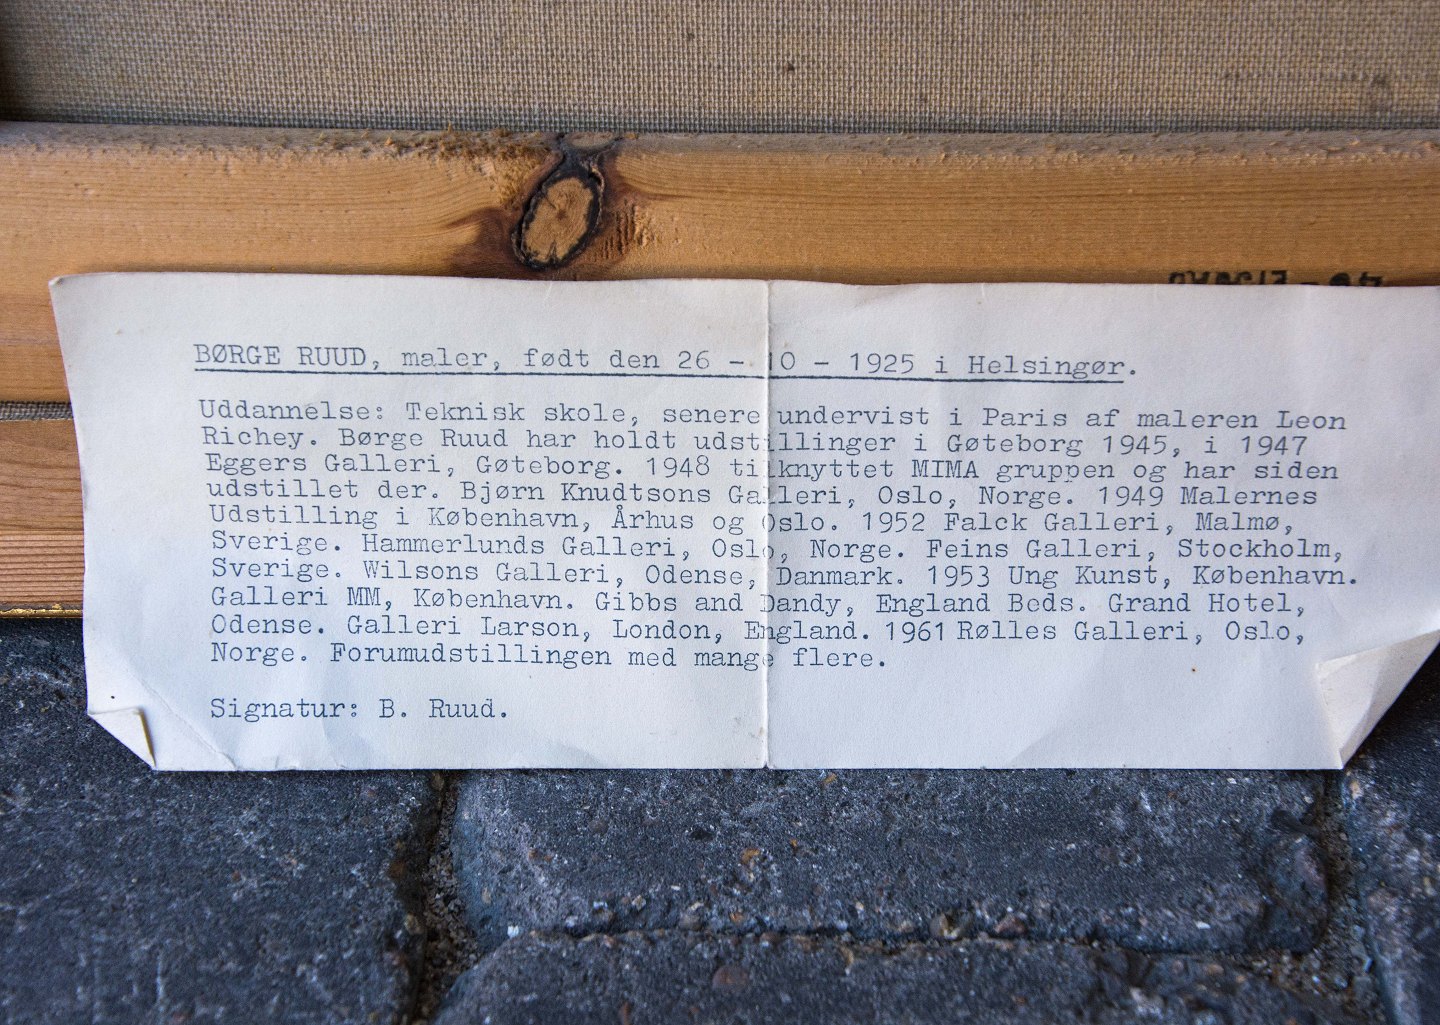 BØRGE RUUD, maler, født den 26 - 10 - 1925 i Helsingør.
Uddannelse: Teknisk skole, senere undervist i Paris af maleren Leon
Richey. Børge Ruud har holdt udstillinger i Gøteborg 1945, i 1947
Eggers Galleri, Gøteborg. 1948 tilknyttet MIMA gruppen og har siden
udstillet der. Bjørn Knudtsons Galleri, Oslo, Norge. 1949 Malernes
Udstilling i København, Århus og Oslo. 1952 Falck Galleri, Malmø,
Sverige. Hammerlunds Galleri, Oslo, Norge. Feins Galleri, Stockholm,
Sverige. Wilsons Galleri, Odense, Danmark. 1953 Ung Kunst, København.
Galleri MM, København. Gibbs and Dandy, England Beds. Grand Hotel,
Odense. Galleri Larson, London, England. 1961 Rølles Galleri, Oslo,
Norge. Forumudstillingen med mange flere.
Signatur: B. Ruud.